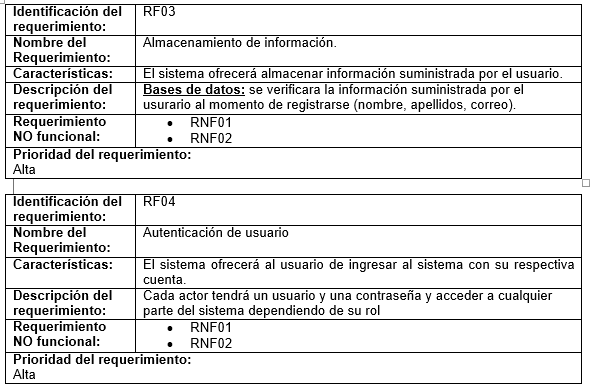 Identificación del requerimiento: RF03
Nombre del Requerimiento: Almacenamiento de información.
Características: El sistema ofrecerá almacenar información suministrada por el usuario.
Descripción del requerimiento: Bases de datos: se verificara la información suministrada por el usurario al momento de registrarse (nombre, apellidos, correo).
Requerimiento NO funcional:
• RNF01
• RNF02
Prioridad del requerimiento:
Alta
Identificación del requerimiento: RF04
Nombre del Requerimiento: Autenticación de usuario
Características: El sistema ofrecerá al usuario de ingresar al sistema con su respectiva cuenta.
Descripción del requerimiento: Cada actor tendrá un usuario y una contraseña y acceder a cualquier parte del sistema dependiendo de su rol
Requerimiento NO funcional:
• RNF01
• RNF02
Prioridad del requerimiento:
Alta